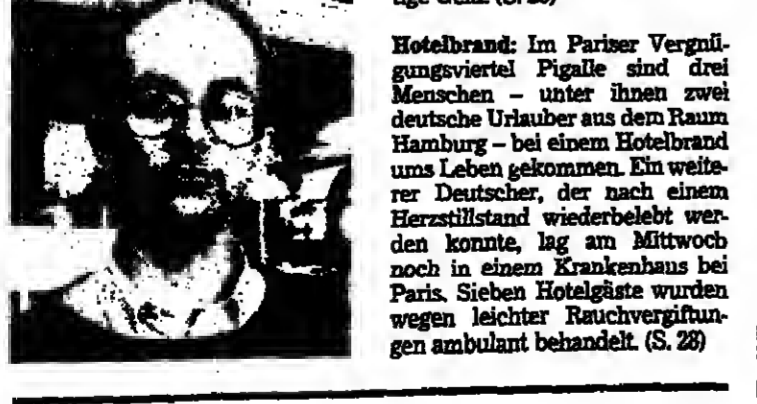 Hotelbrand: Im Pariser Vergnü-
gungsviertel Pigalle sind drei
Menschen – unter ihnen zwei
deutsche Urlauber aus dem Raum
Hamburg – bei einem Hotelbrand
ums Leben gekommen. Ein weite-
rer Deutscher, der nach einem
Herzstillstand wiederbelebt wer-
den konnte, lag am Mittwoch
noch in einem Krankenhaus bei
Paris. Sieben Hotelgäste wurden
wegen leichter Rauchvergiftun-
gen ambulant behandelt. (S. 28)